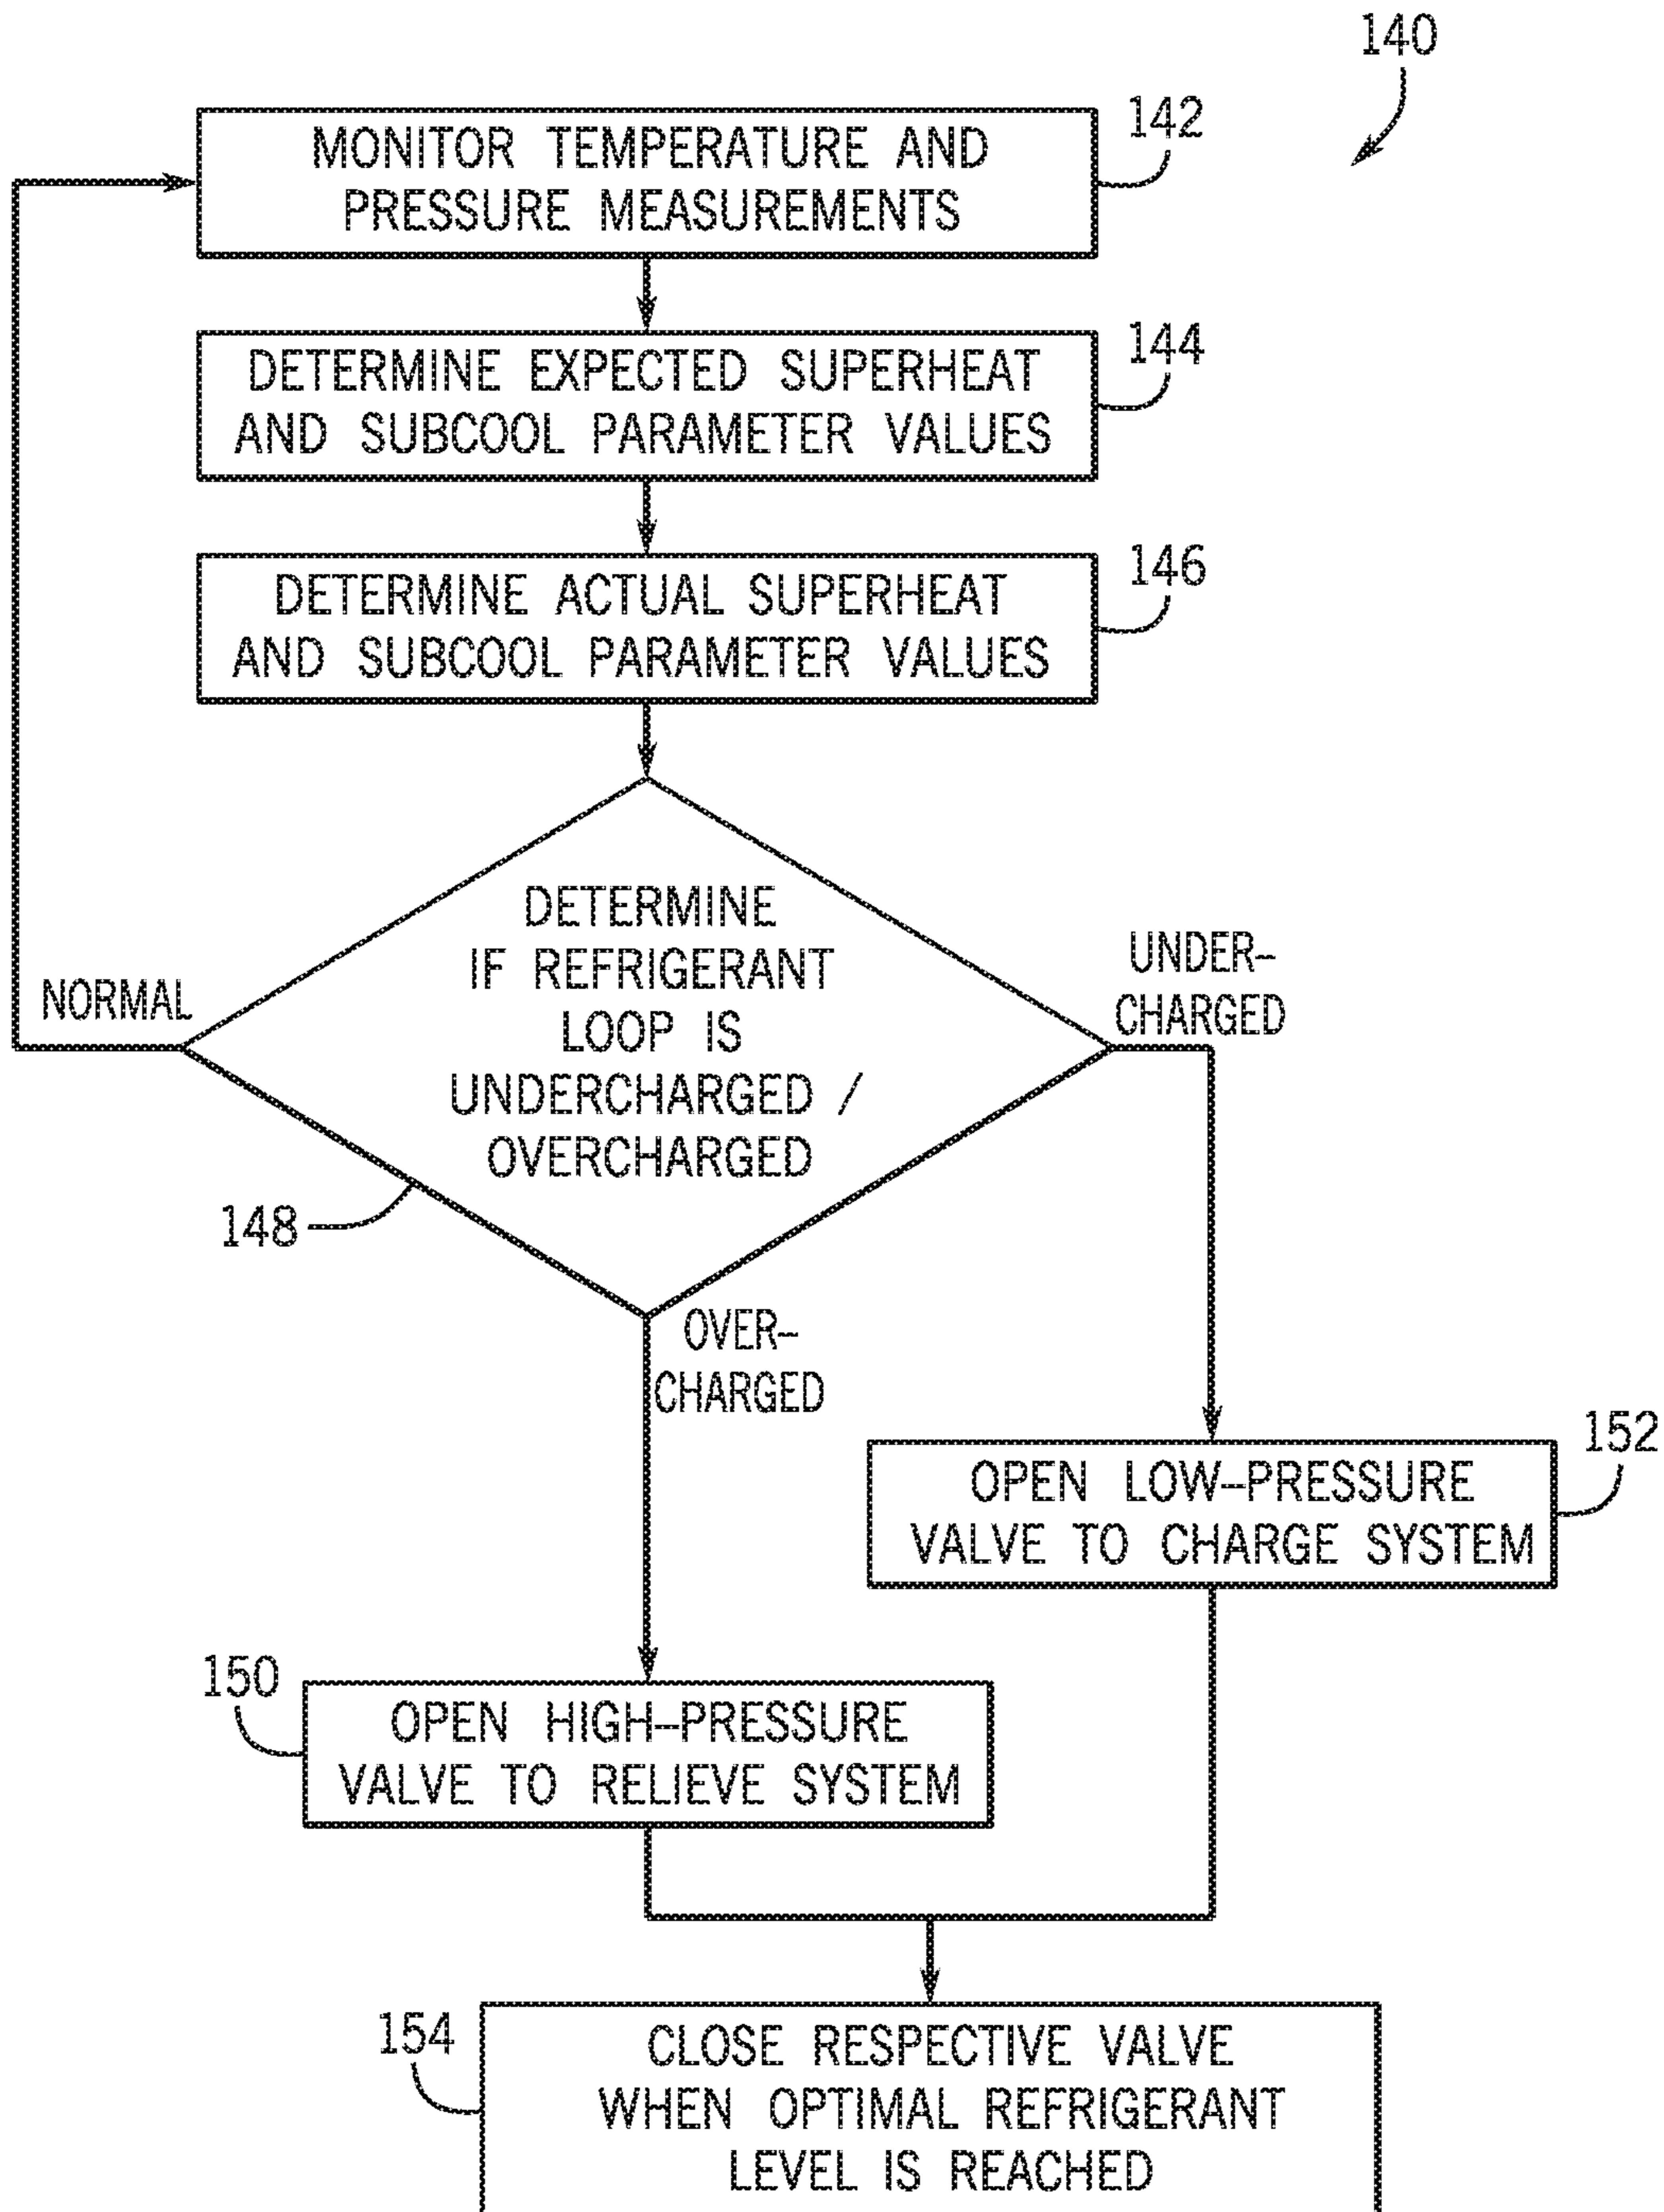 140
MONITOR TEMPERATURE AND
PRESSURE MEASUREMENTS
142
DETERMINE EXPECTED SUPERHEAT
AND SUBCOOL PARAMETER VALUES
144
DETERMINE ACTUAL SUPERHEAT
AND SUBCOOL PARAMETER VALUES
146
DETERMINE
IF REFRIGERANT
LOOP IS
UNDERCHARGED /
OVERCHARGED
148
NORMAL
UNDER-
CHARGED
OVER-
CHARGED
OPEN LOW-PRESSURE
VALVE TO CHARGE SYSTEM
152
150
OPEN HIGH-PRESSURE
VALVE TO RELIEVE SYSTEM
154
CLOSE RESPECTIVE VALVE
WHEN OPTIMAL REFRIGERANT
LEVEL IS REACHED